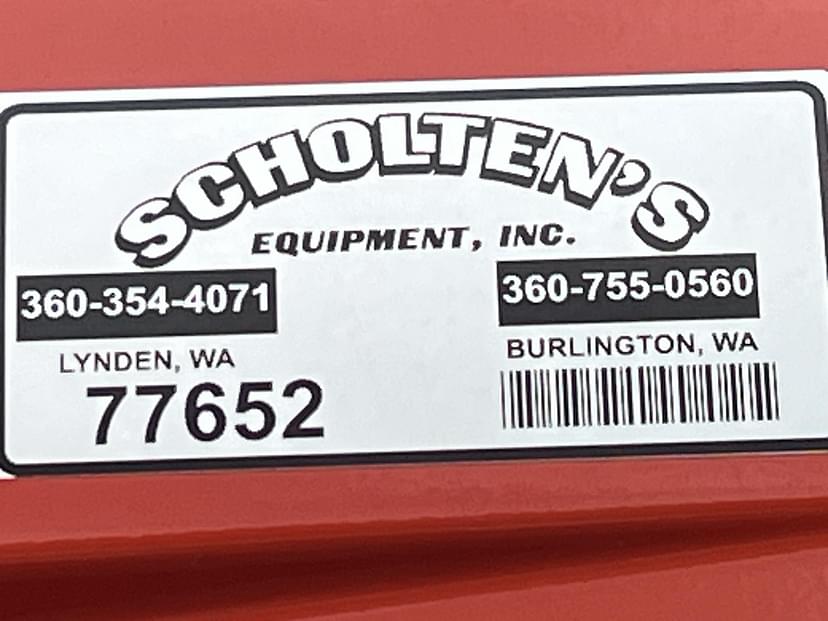 SCHOLTEN'S
EQUIPMENT, INC.
360-354-4071
LYNDEN, WA
77652
360-755-0560
BURLINGTON, WA